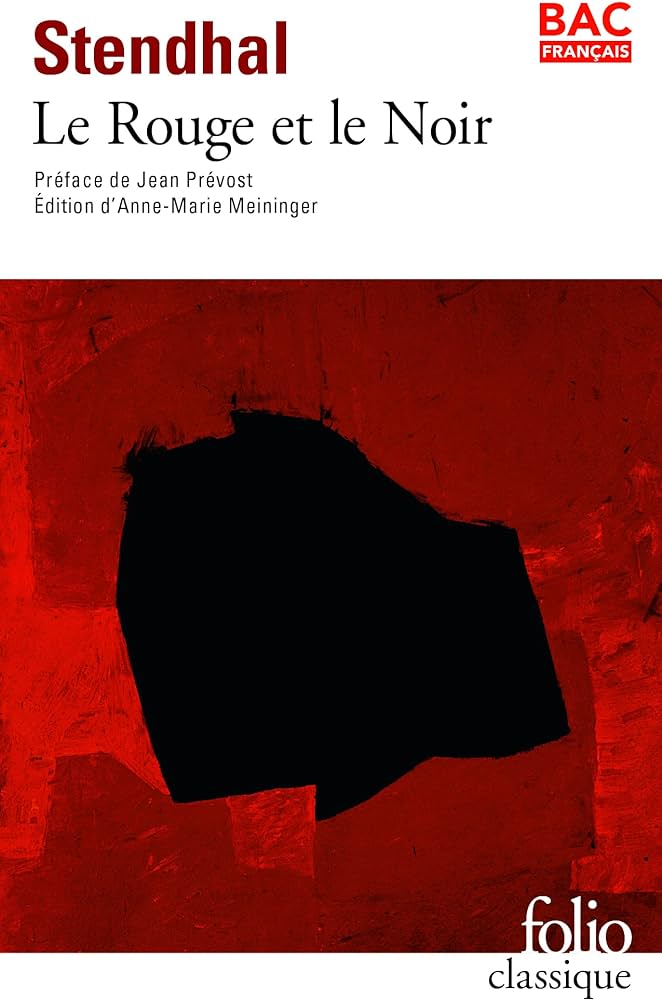 Stendhal
BAC
FRANÇAIS
Le Rouge et le Noir
Préface de Jean Prévost
Édition d'Anne-Marie Meininger
folio
classique